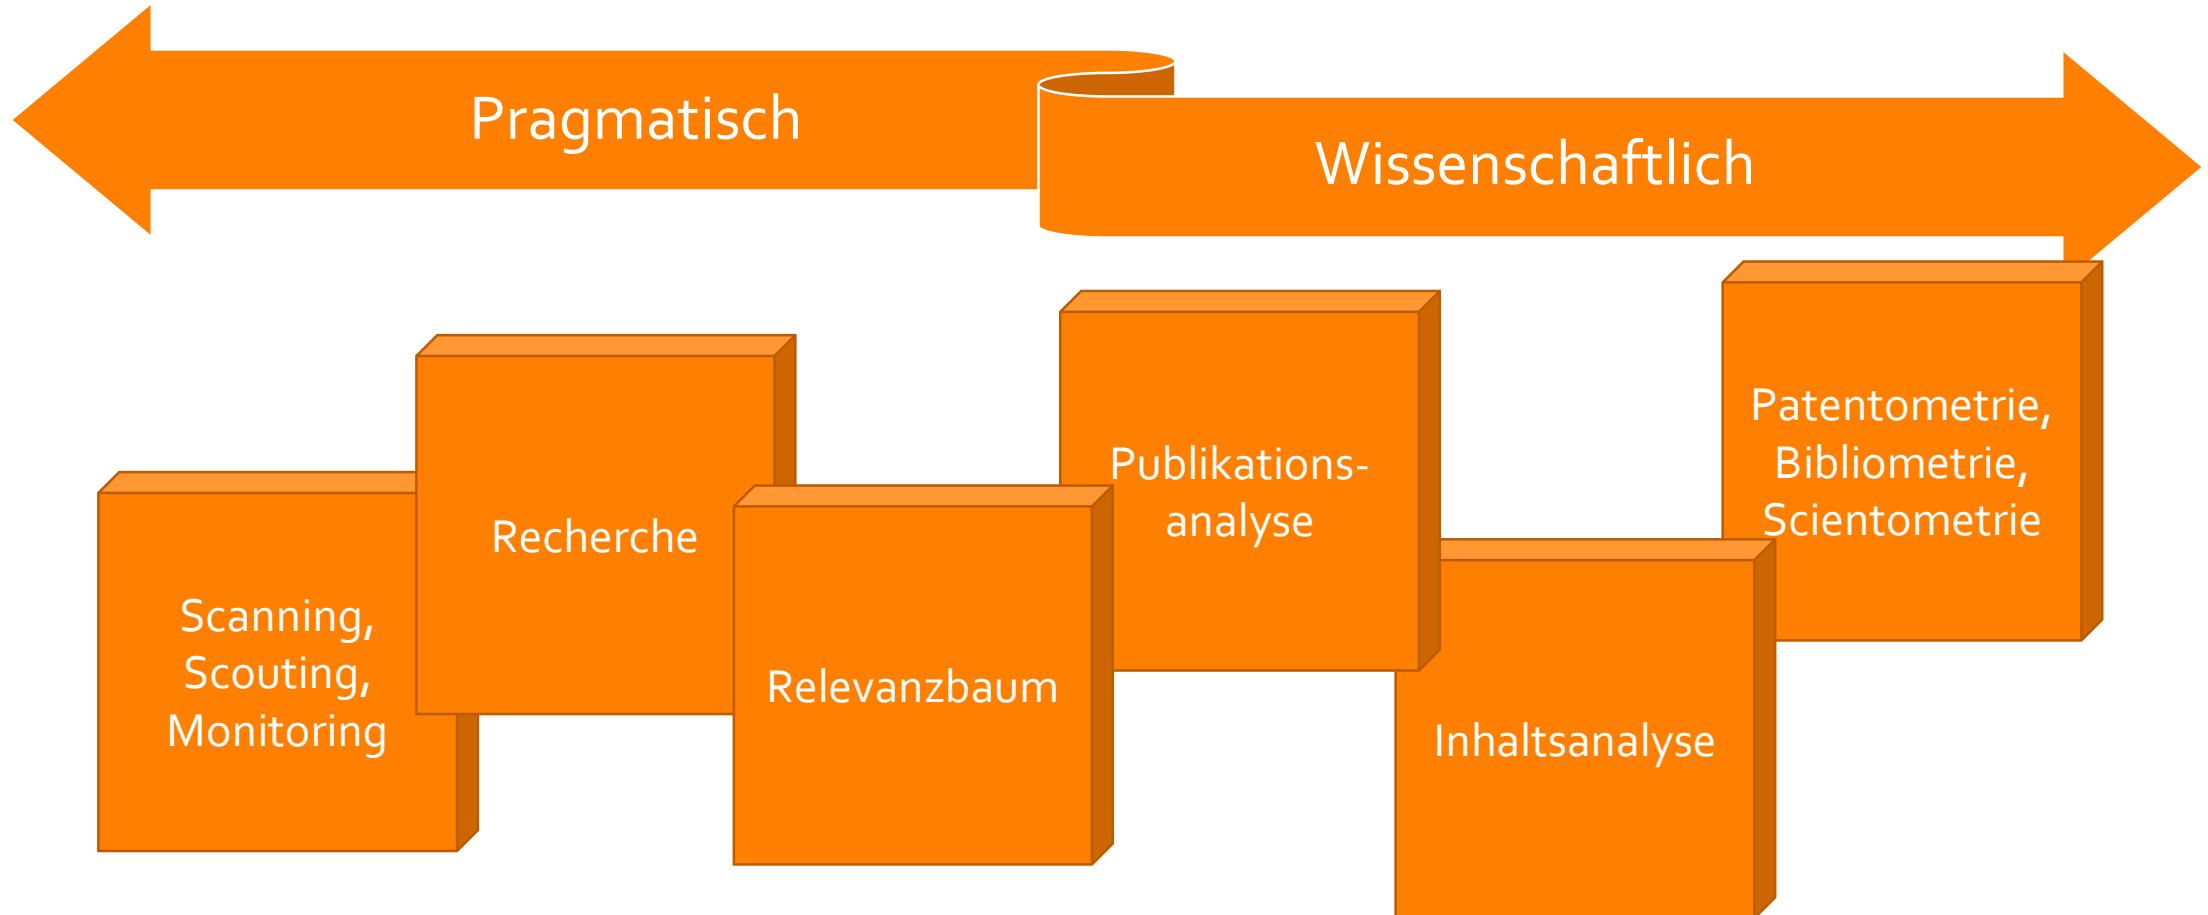 Pragmatisch
Wissenschaftlich
Scanning,
Scouting,
Monitoring
Recherche
Relevanzbaum
Publikations-
analyse
Inhaltsanalyse
Patentometrie,
Bibliometrie,
Scientometrie